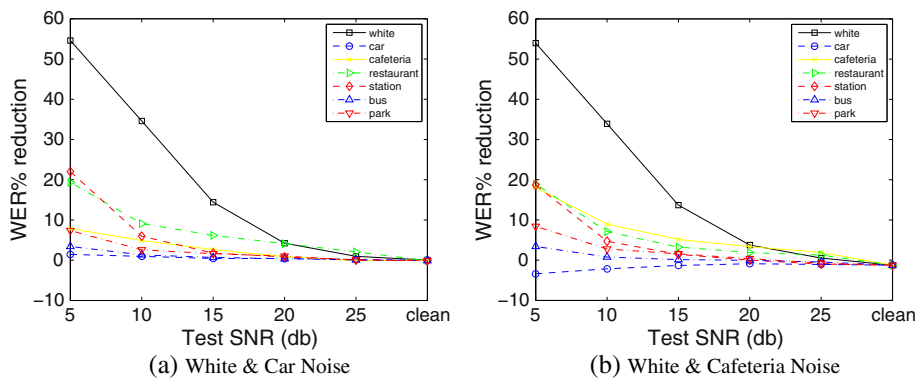 60
50
40
30
20
10
0
−10
WER% reduction
5 10 15 20 25 clean
Test SNR (db)
white
car
cafeteria
restaurant
station
bus
park
(a) White & Car Noise
60
50
40
30
20
10
0
−10
WER% reduction
5 10 15 20 25 clean
Test SNR (db)
white
car
cafeteria
restaurant
station
bus
park
(b) White & Cafeteria Noise